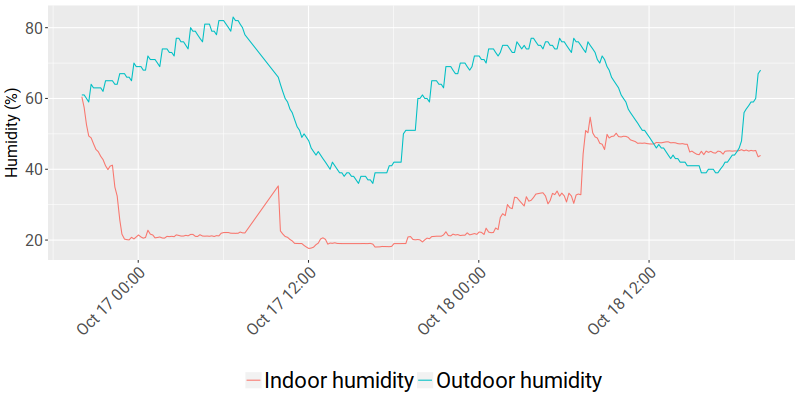 Humidity (%)
80
60
40
20
Oct 17 00:00
Oct 17 12:00
Oct 18 00:00
Oct 18 12:00
Indoor humidity
Outdoor humidity